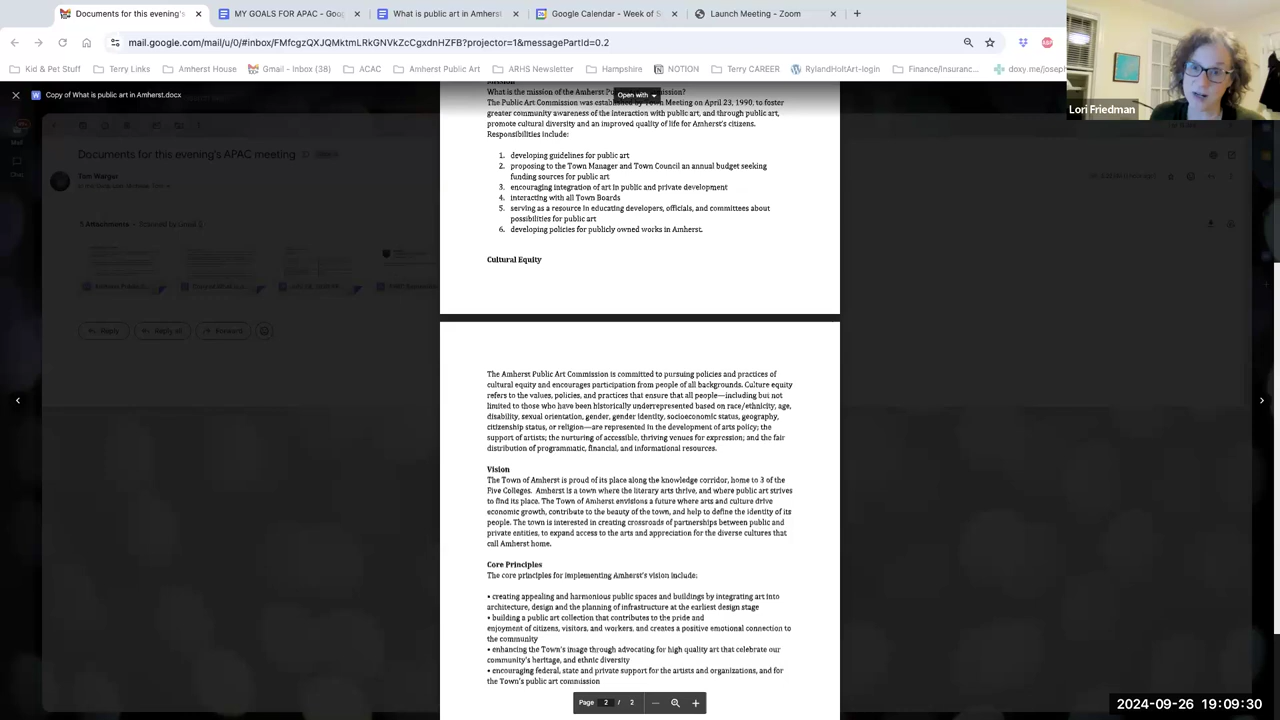 MY GOALS FOR APAC - Goog
mail.google.com/mail/u/0/#inbox/FMfcgzQXJQMktbjRLSGNVkZcCgxbHZFB?projector=1&messagePartId=0.2
Kid & Pet Stuff
Terry Links
Amherst House
Gmail - Inbox (33)
Amherst Public Art
ARHS Newsletter
Hampshire
NOTION
Terry CAREER
RylandHoltArt-login
doxy.me/joseph
Lori Friedman
Copy of What is public art in Amherst.docx
Open with
Mission
What is the mission of the Amherst Public Art Commission?
The Public Art Commission was established by Town Meeting on April 23, 1990, to foster
greater community awareness of the interaction with public art, and through public art,
promote cultural diversity and an improved quality of life for Amherst's citizens.
Responsibilities include:
1. developing guidelines for public art
2. proposing to the Town Manager and Town Council an annual budget seeking
funding sources for public art
3. encouraging integration of art in public and private development
4. interacting with all Town Boards
5. serving as a resource in educating developers, officials, and committees about
possibilities for public art
6. developing policies for publicly owned works in Amherst.
Cultural Equity
Documents for this evening's APAC meeting
Tom Warger
5 Attachments • Scanned by Gmail
Reply
Reply all
Forward
The Amherst Public Art Commission is committed to pursuing policies and practices of
cultural equity and encourages participation from people of all backgrounds. Culture equity
refers to the values, policies, and practices that ensure that all people—including but not
limited to those who have been historically underrepresented based on race/ethnicity, age,
disability, sexual orientation, gender, gender identity, socioeconomic status, geography,
citizenship status, or religion—are represented in the development of arts policy; the
support of artists; the nurturing of accessible, thriving venues for expression; and the fair
distribution of programmatic, financial, and informational resources.
Vision
The Town of Amherst is proud of its place along the knowledge corridor, home to 3 of the
Five Colleges. Amherst is a town where the literary arts thrive, and where public art strives
to find its place. The Town of Amherst envisions a future where arts and culture drive
economic growth, contribute to the beauty of the town, and help to define the identity of its
people. The town is interested in creating crossroads of partnerships between public and
private entities, to expand access to the arts and appreciation for the diverse cultures that
call Amherst home.
Core Principles
The core principles for implementing Amherst's vision include:
• creating appealing and harmonious public spaces and buildings by integrating art into
architecture, design and the planning of infrastructure at the earliest design stage
• building a public art collection that contributes to the pride and
enjoyment of citizens, visitors, and workers, and creates a positive emotional connection to
the community
• enhancing the Town's image through advocating for high quality art that celebrate our
community's heritage, and ethnic diversity
• encouraging federal, state and private support for the artists and organizations, and for
the Town's public art commission
Page 2 / 2
2024-09-26 19:09:30